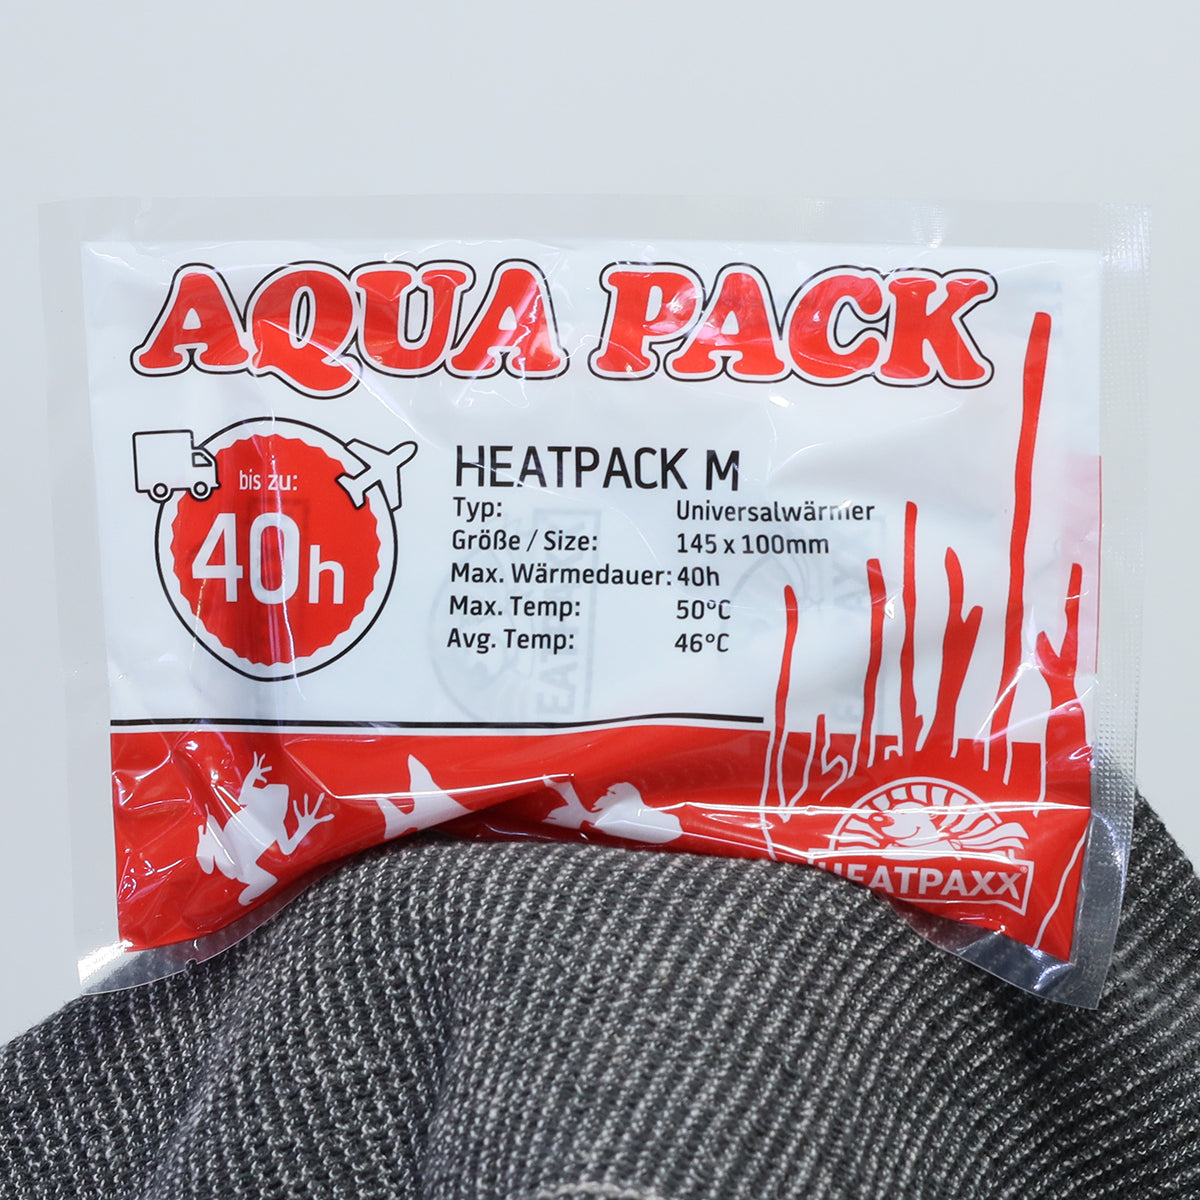 AQUA PACK
bis zu:
40h
HEATPACK M
Typ: Universalwärmer
Größe / Size: 145 x 100mm
Max. Wärmedauer: 40h
Max. Temp: 50°C
Avg. Temp: 46°C
HEATPAXX®